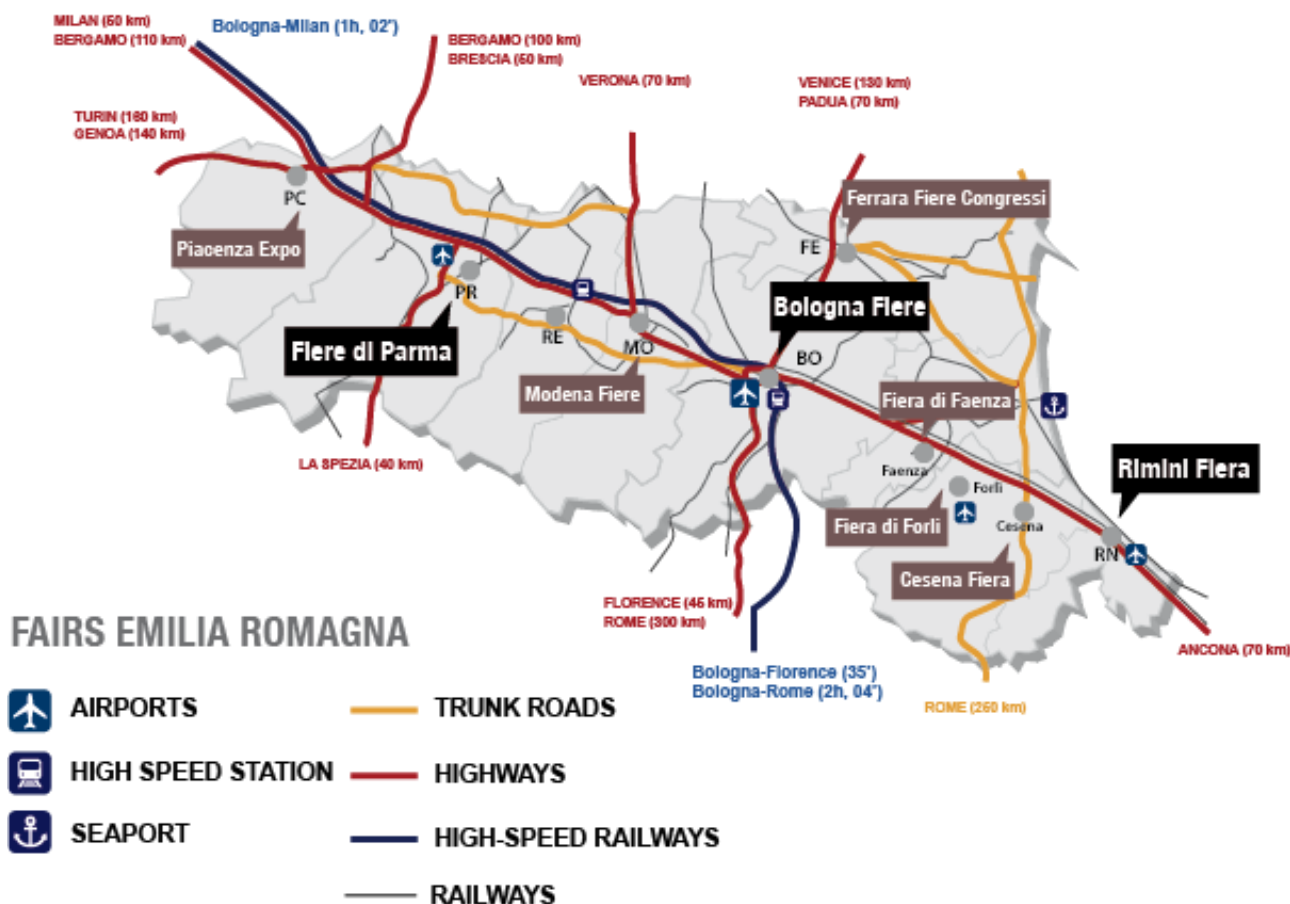 MILAN (50 km)
BERGAMO (110 km)
Bologna-Milan (1h, 02')
BERGAMO (100 km)
BRESCIA (50 km)
VERONA (70 km)
VENICE (130 km)
PADUA (70 km)
TURIN (160 km)
GENOA (140 km)
PC
Piacenza Expo
Ferrara Fiere Congressi
FE
PR
Fiere di Parma
RE
MO
Modena Fiere
Bologna Fiere
BO
Fiera di Faenza
Faenza
Forlì
Fiera di Forlì
Cesena
Cesena Fiera
Rimini Fiera
RN
LA SPEZIA (40 km)
FLORENCE (45 km)
ROME (300 km)
Bologna-Florence (35')
Bologna-Rome (2h, 04')
ROME (260 km)
ANCONA (70 km)
FAIRS EMILIA ROMAGNA
AIRPORTS
TRUNK ROADS
HIGH SPEED STATION
HIGHWAYS
SEAPORT
HIGH-SPEED RAILWAYS
RAILWAYS